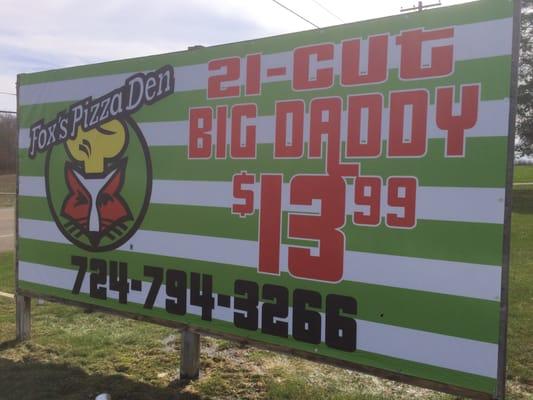 Fox's Pizza Den
21-CUT
BIG DADDY
$13.99
724-794-3266